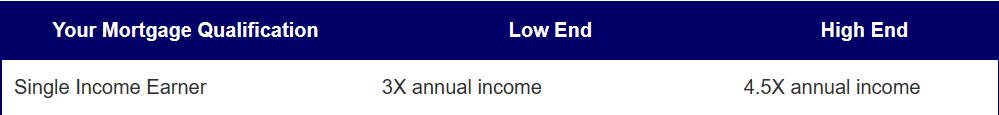 Your Mortgage Qualification Low End High End
Single Income Earner 3X annual income 4.5X annual income